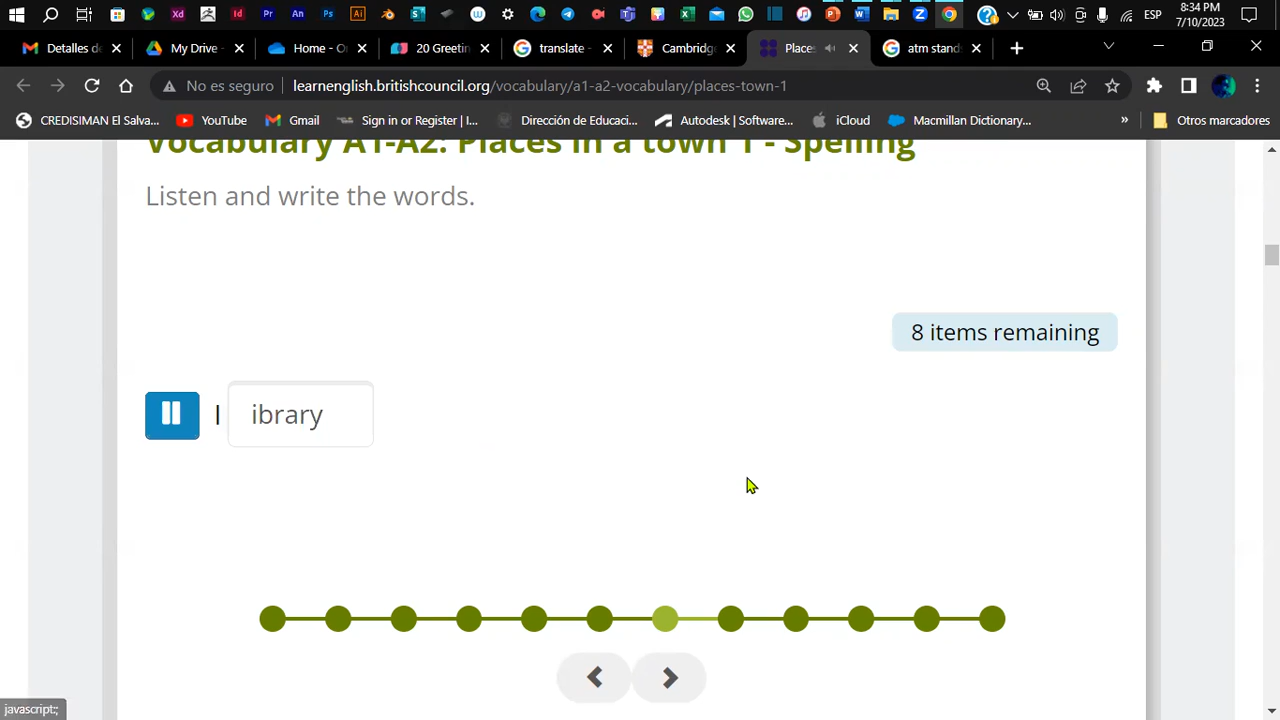 8:34 PM
ESP
7/10/2023
Detalles de
My Drive -
Home - On
20 Greetin
translate -
Cambridg
Places
atm stand
No es seguro
learnenglish.britishcouncil.org/vocabulary/a1-a2-vocabulary/places-town-1
CREDISIMAN El Salva...
YouTube
Gmail
Sign in or Register | I...
Dirección de Educaci...
Autodesk | Software...
iCloud
Macmillan Dictionary...
»
Otros marcadores
Vocabulary A1-A2: Places in a town 1 - Spelling
Listen and write the words.
8 items remaining
l ibrary
javascript:;